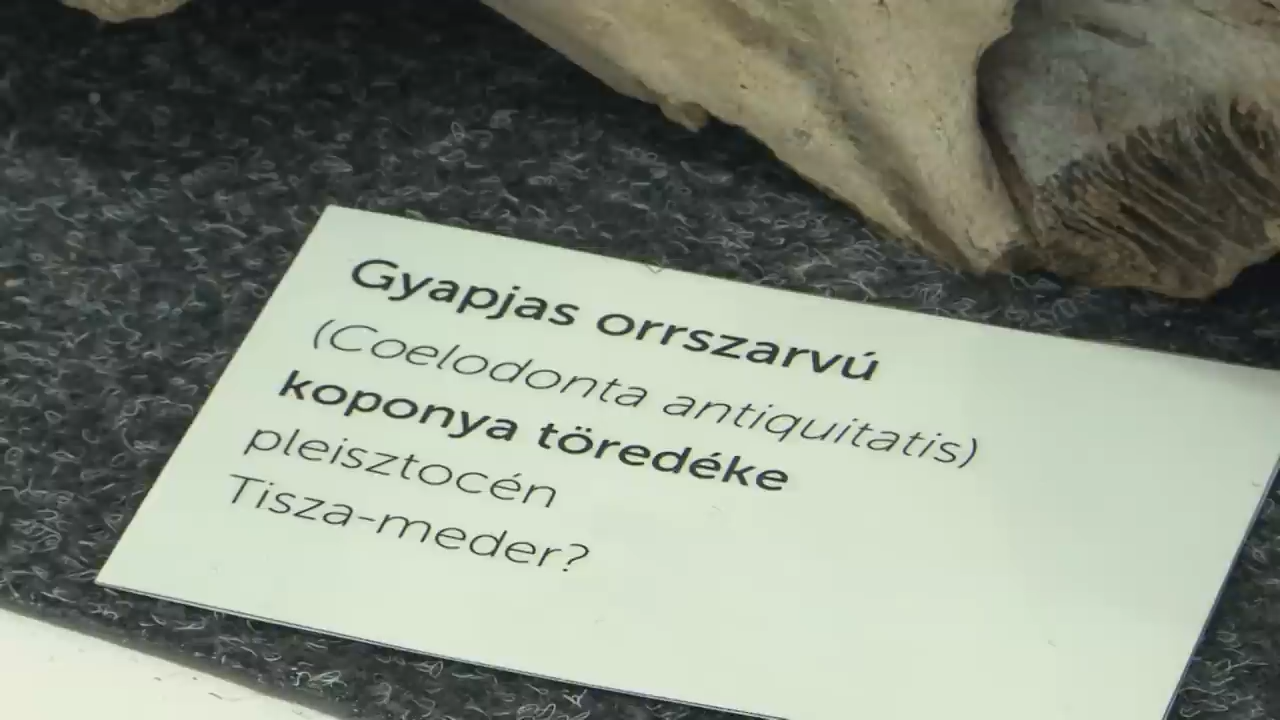 Gyapjas orrszarvú
(Coelodonta antiquitatis)
koponya töredéke
pleisztocén
Tisza-meder?